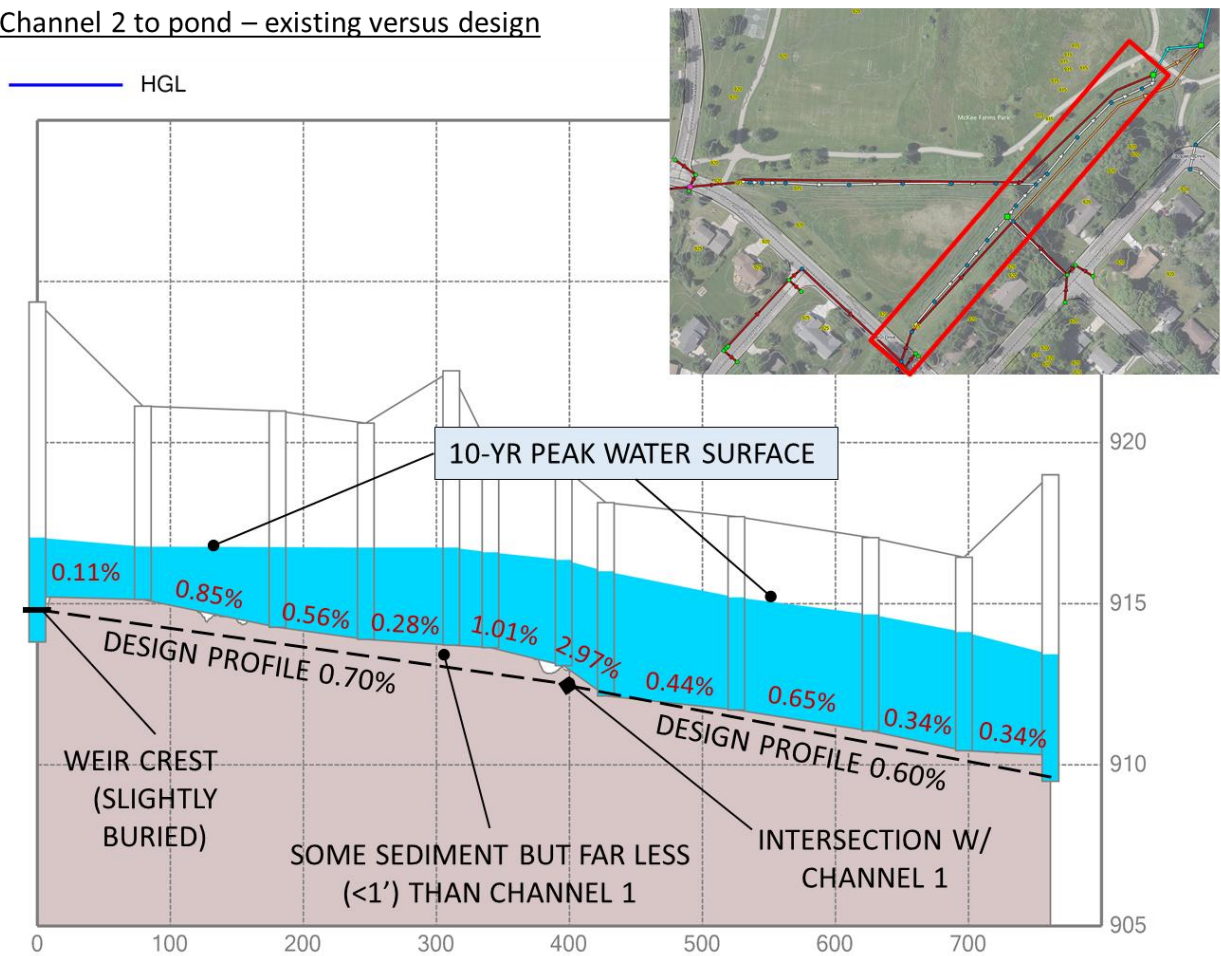 Channel 2 to pond – existing versus design
HGL
McKee Farms Park
920
10-YR PEAK WATER SURFACE
915
0.11%
0.85%
0.56%
0.28%
1.01%
2.97%
0.44%
0.65%
0.34%
0.34%
DESIGN PROFILE 0.70%
DESIGN PROFILE 0.60%
910
WEIR CREST
(SLIGHTLY
BURIED)
SOME SEDIMENT BUT FAR LESS
(<1’) THAN CHANNEL 1
INTERSECTION W/
CHANNEL 1
905
0
100
200
300
400
500
600
700